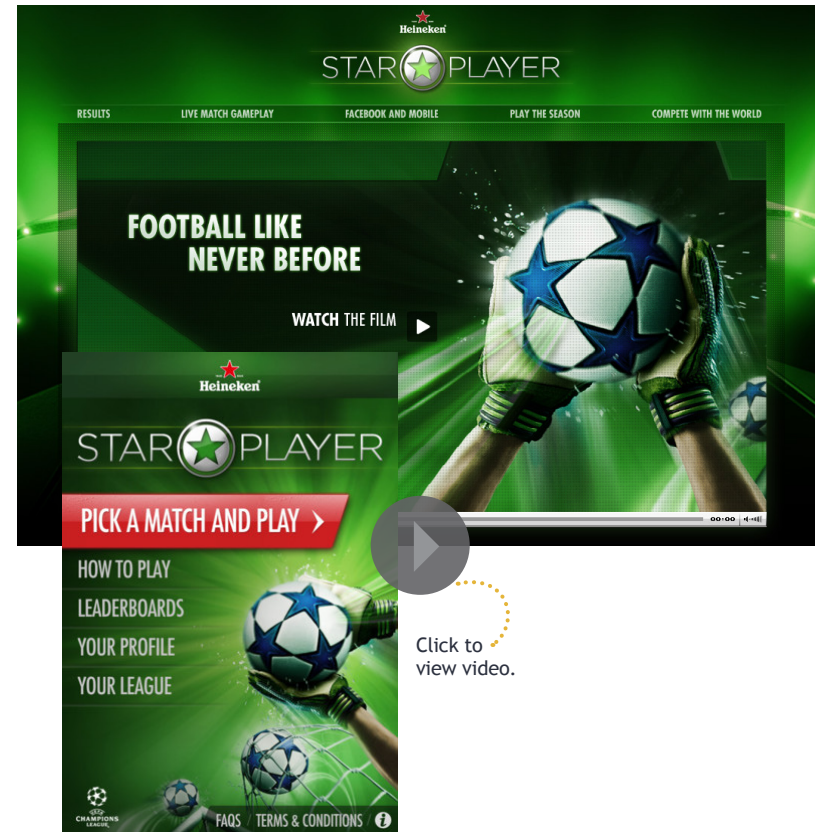 Heineken
STAR PLAYER
RESULTS
LIVE MATCH GAMEPLAY
FACEBOOK AND MOBILE
PLAY THE SEASON
COMPETE WITH THE WORLD
FOOTBALL LIKE
NEVER BEFORE
WATCH THE FILM
00:00
Heineken
STAR PLAYER
PICK A MATCH AND PLAY
HOW TO PLAY
LEADERBOARDS
YOUR PROFILE
YOUR LEAGUE
UEFA
CHAMPIONS
LEAGUE
FAQS / TERMS & CONDITIONS / i
Click to
view video.